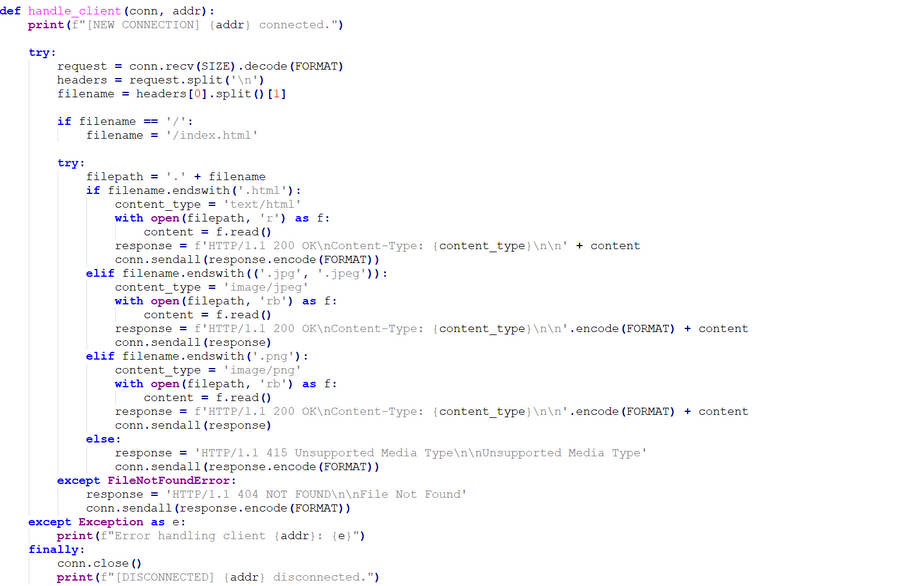 def handle_client(conn, addr):
    print(f"[NEW CONNECTION] {addr} connected.")

    try:
        request = conn.recv(SIZE).decode(FORMAT)
        headers = request.split('\n')
        filename = headers[0].split()[1]

        if filename == '/':
            filename = '/index.html'

        try:
            filepath = '.' + filename
            if filename.endswith('.html'):
                content_type = 'text/html'
                with open(filepath, 'r') as f:
                    content = f.read()
                response = f'HTTP/1.1 200 OK\nContent-Type: {content_type}\n\n' + content
                conn.sendall(response.encode(FORMAT))
            elif filename.endswith(('.jpg', '.jpeg')):
                content_type = 'image/jpeg'
                with open(filepath, 'rb') as f:
                    content = f.read()
                response = f'HTTP/1.1 200 OK\nContent-Type: {content_type}\n\n'.encode(FORMAT) + content
                conn.sendall(response)
            elif filename.endswith('.png'):
                content_type = 'image/png'
                with open(filepath, 'rb') as f:
                    content = f.read()
                response = f'HTTP/1.1 200 OK\nContent-Type: {content_type}\n\n'.encode(FORMAT) + content
                conn.sendall(response)
            else:
                response = 'HTTP/1.1 415 Unsupported Media Type\n\nUnsupported Media Type'
                conn.sendall(response.encode(FORMAT))
        except FileNotFoundError:
            response = 'HTTP/1.1 404 NOT FOUND\n\nFile Not Found'
            conn.sendall(response.encode(FORMAT))
    except Exception as e:
        print(f"Error handling client {addr}: {e}")
    finally:
        conn.close()
        print(f"[DISCONNECTED] {addr} disconnected.")